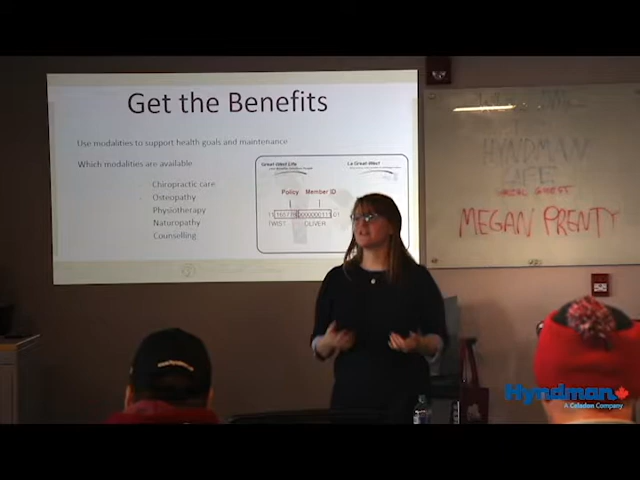 Get the Benefits
Use modalities to support health goals and maintenance
Which modalities are available
Chiropractic care
Osteopathy
Physiotherapy
Naturopathy
Counselling
Great-West Life
La Great-West
Policy Member ID
TWIST OLIVER
HYNDMAN
CAFE
SPECIAL GUEST
MEGAN PRENTY
Hyndman
A Celadon Company